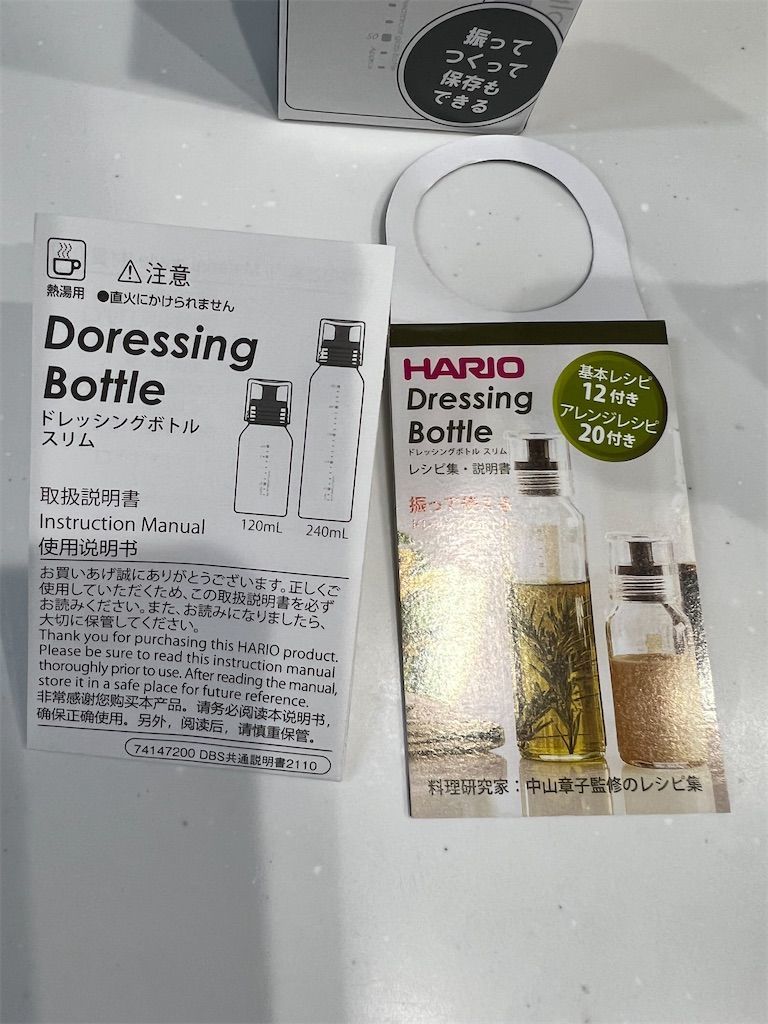 振って
つくって
保存も
できる
50
熱湯用
⚠注意
●直火にかけられません
Doressing
Bottle
ドレッシングボトル
スリム
120mL
240mL
取扱説明書
Instruction Manual
使用说明书
お買いあげ誠にありがとうございます。正しくご
使用していただくため、この取扱説明書を必ず
お読みください。また、お読みになりましたら、
大切に保管してください。
Thank you for purchasing this HARIO product.
Please be sure to read this instruction manual
thoroughly prior to use. After reading the manual,
store it in a safe place for future reference.
非常感谢您购买本产品。请务必阅读本说明书，
确保正确使用。另外，阅读后，请慎重保管。
74147200 DBS共通説明書2110
HARIO
Dressing
Bottle
ドレッシングボトル スリム
レシピ集・説明書
基本レシピ
12付き
アレンジレシピ
20付き
振って使える
料理研究家：中山章子監修のレシピ集